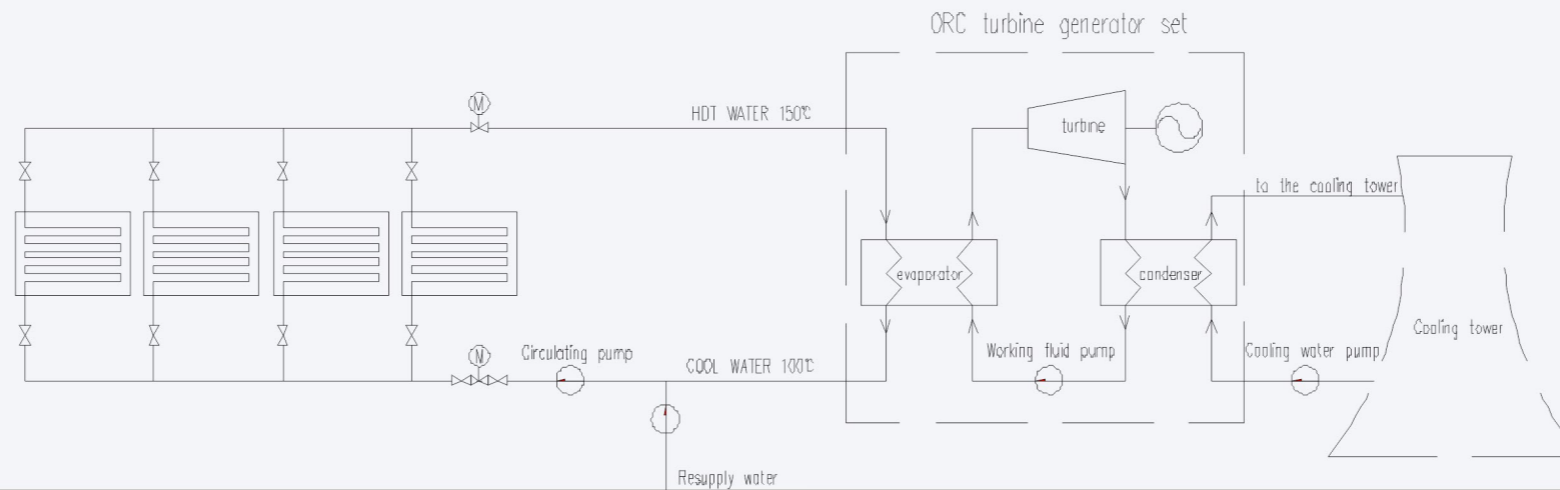 ORC turbine generator set
M
HOT WATER 150℃
turbine
to the cooling tower
evaporator
condenser
Cooling tower
M
Circulating pump
COOL WATER 100℃
Working fluid pump
Cooling water pump
Resupply water